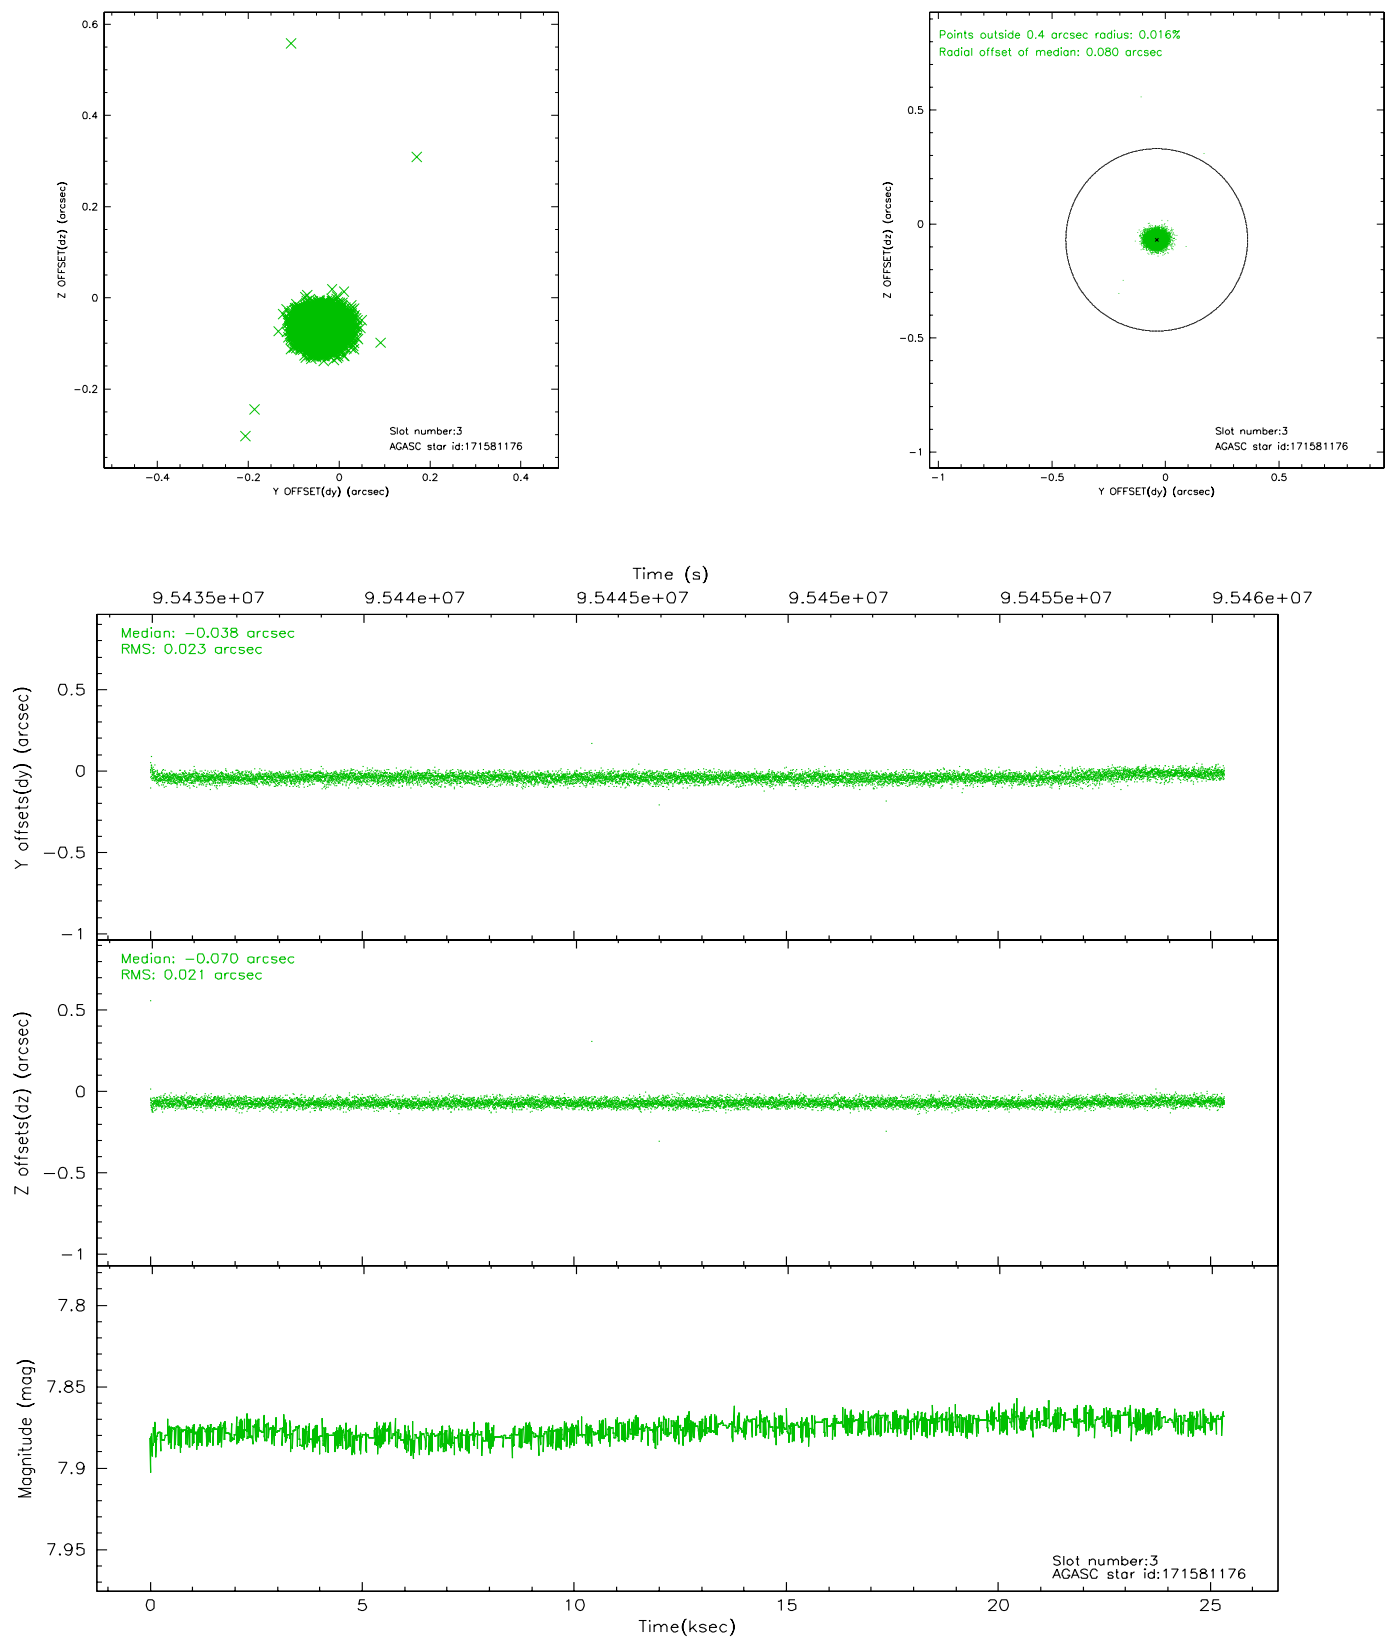 0.6
0.4
0.2
0
−0.2
Z OFFSET(dz) (arcsec)
Slot number:3
AGASC star id:171581176
−0.4 −0.2 0 0.2 0.4
Y OFFSET(dy) (arcsec)
Points outside 0.4 arcsec radius: 0.016%
Radial offset of median: 0.080 arcsec
0.5
0
−0.5
−1
Z OFFSET(dz) (arcsec)
Slot number:3
AGASC star id:171581176
−1 −0.5 0 0.5
Y OFFSET(dy) (arcsec)
Time (s)
9.5435e+07 9.544e+07 9.5445e+07 9.545e+07 9.5455e+07 9.546e+07
Median: −0.038 arcsec
RMS: 0.023 arcsec
0.5
0
−0.5
−1
Y offsets(dy) (arcsec)
Median: −0.070 arcsec
RMS: 0.021 arcsec
0.5
0
−0.5
−1
Z offsets(dz) (arcsec)
7.8
7.85
7.9
7.95
Magnitude (mag)
Slot number:3
AGASC star id:171581176
0 5 10 15 20 25
Time(ksec)